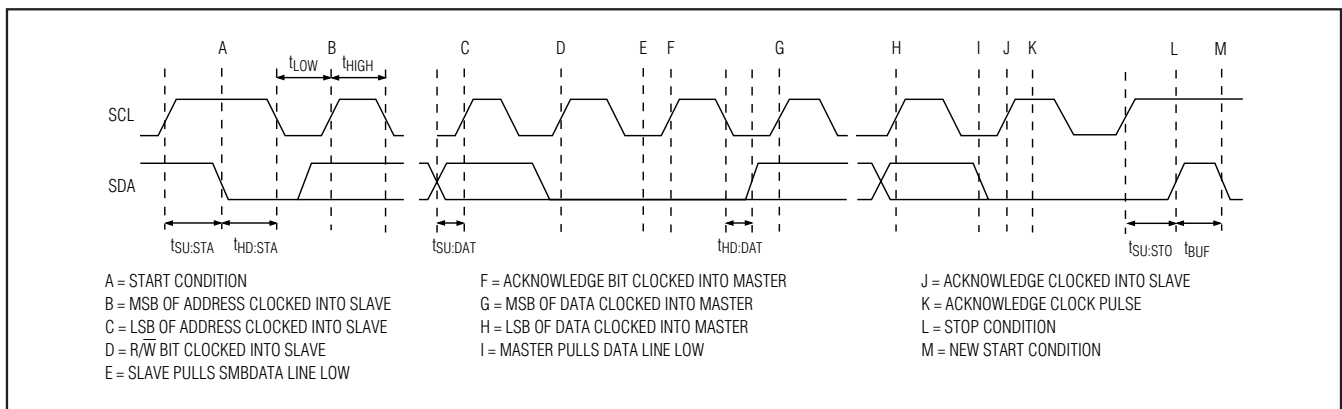 A B C D E F G H I J K L M
tLOW tHIGH
SCL
SDA
tSU:STA tHD:STA tSU:DAT tHD:DAT tSU:STO tBUF
A = START CONDITION
B = MSB OF ADDRESS CLOCKED INTO SLAVE
C = LSB OF ADDRESS CLOCKED INTO SLAVE
D = R/W̅ BIT CLOCKED INTO SLAVE
E = SLAVE PULLS SMBDATA LINE LOW
F = ACKNOWLEDGE BIT CLOCKED INTO MASTER
G = MSB OF DATA CLOCKED INTO MASTER
H = LSB OF DATA CLOCKED INTO MASTER
I = MASTER PULLS DATA LINE LOW
J = ACKNOWLEDGE CLOCKED INTO SLAVE
K = ACKNOWLEDGE CLOCK PULSE
L = STOP CONDITION
M = NEW START CONDITION